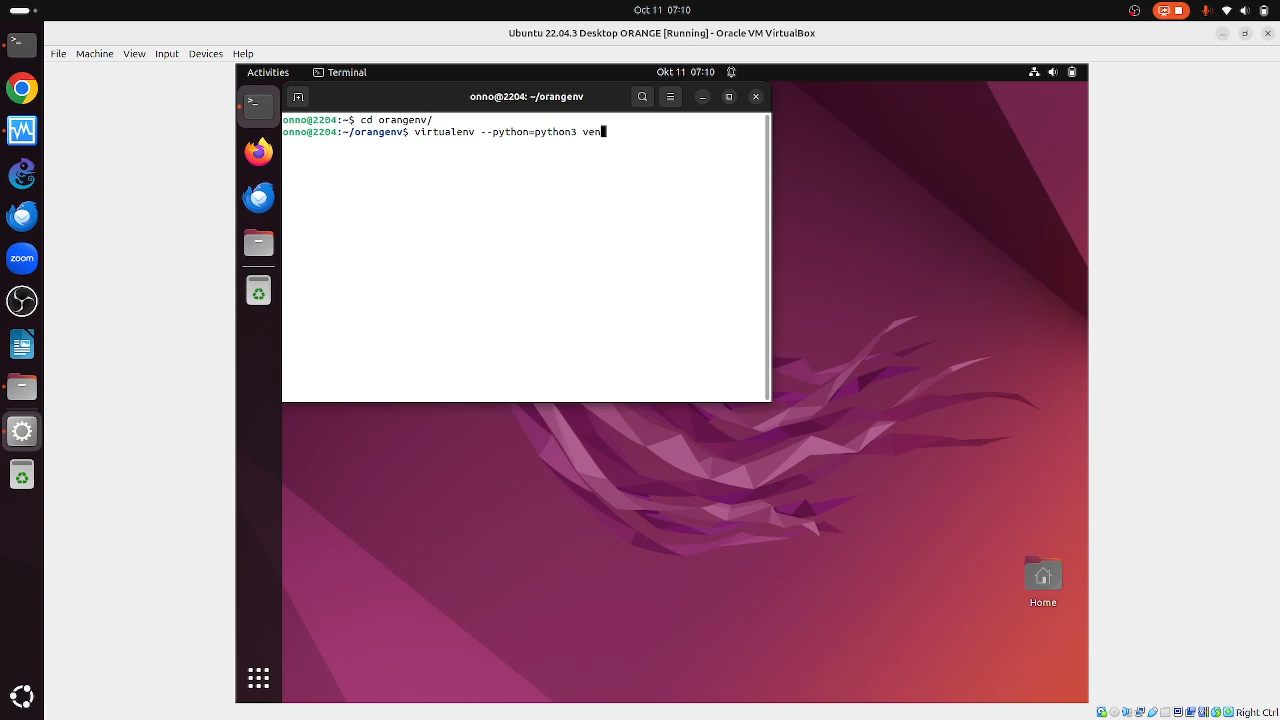 Oct 11 07:10
Ubuntu 22.04.3 Desktop ORANGE [Running] - Oracle VM VirtualBox
File Machine View Input Devices Help
Activities Terminal Okt 11 07:10
onno@2204: ~/orangenv
onno@2204:~$ cd orangenv/
onno@2204:~/orangenv$ virtualenv --python=python3 ven
zoom
Home
Right Ctrl